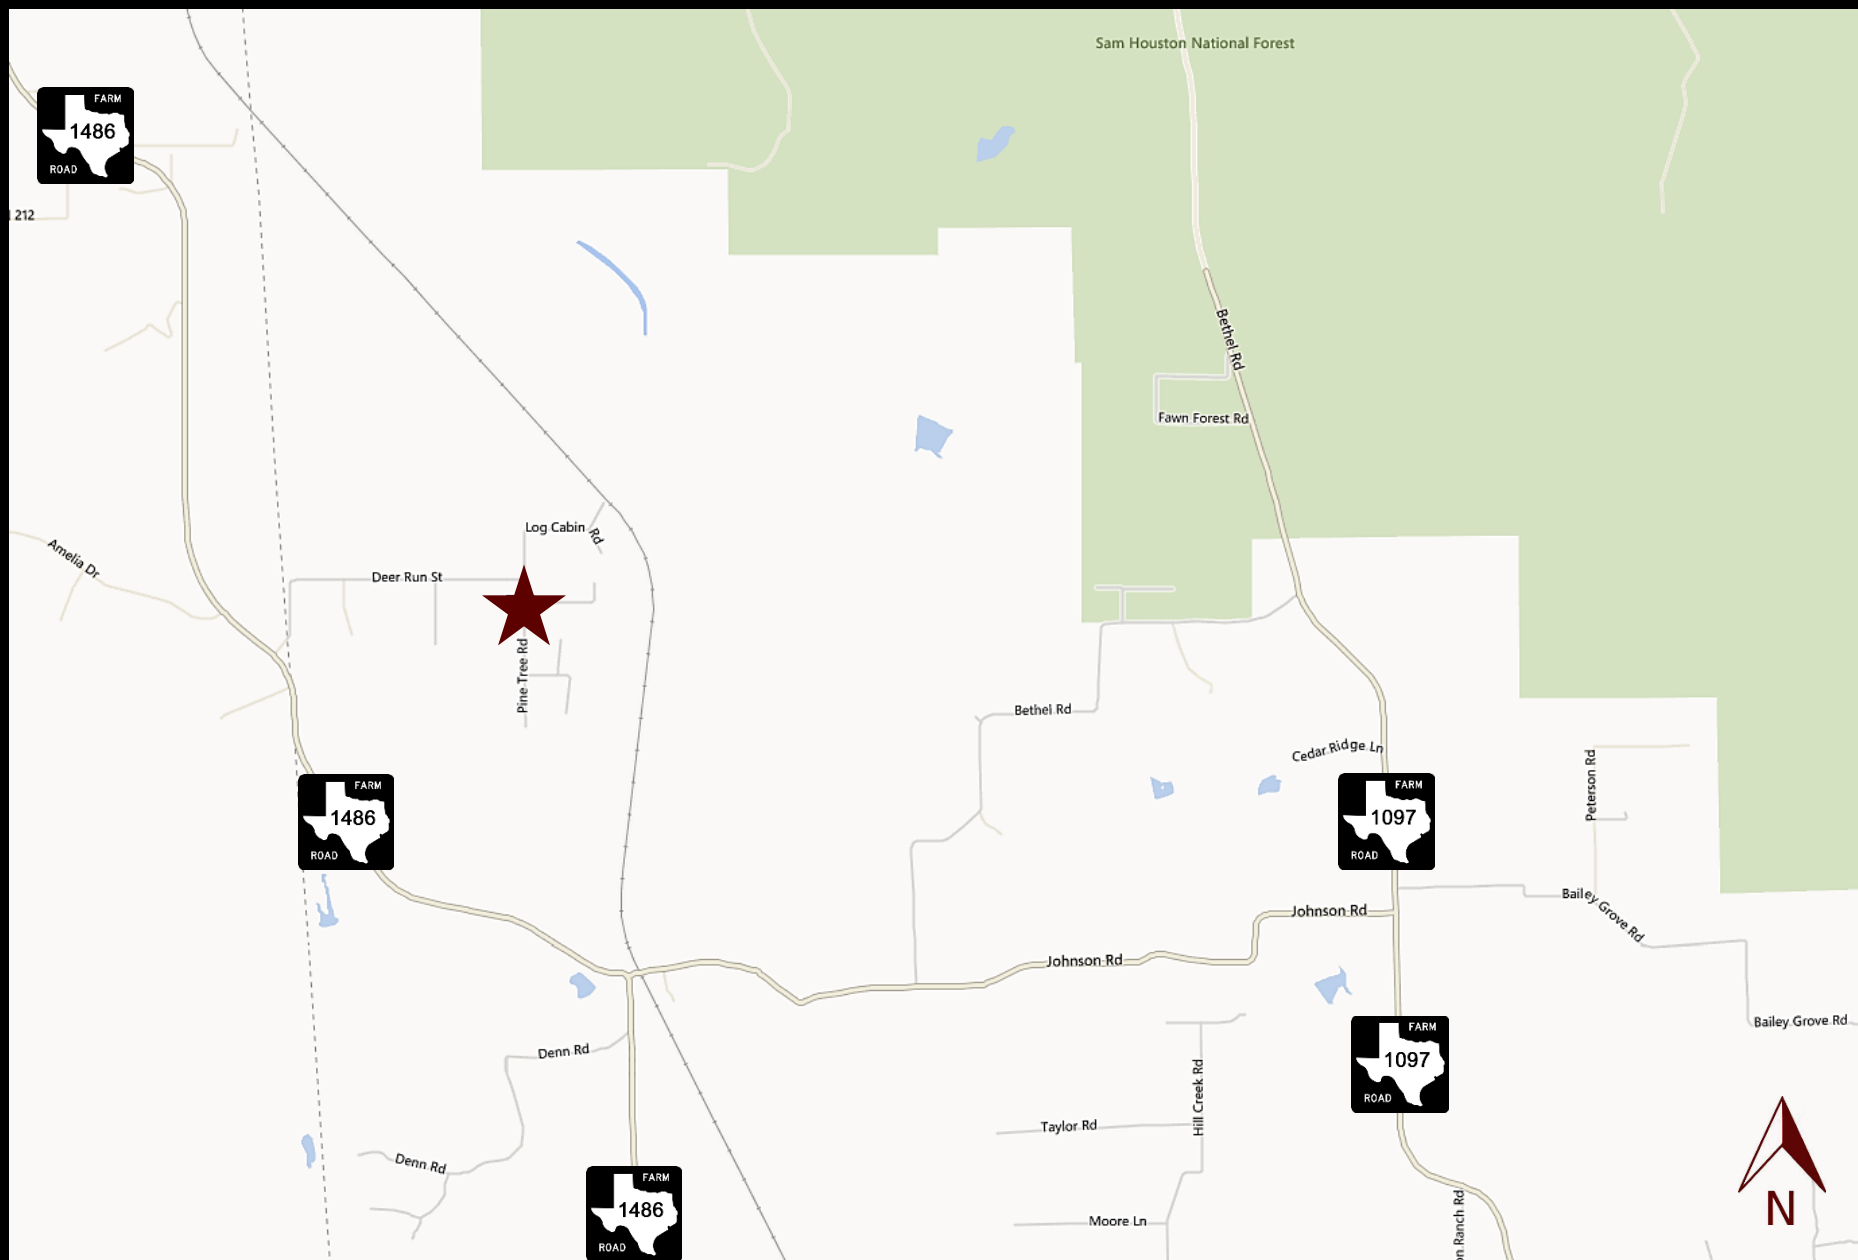 Sam Houston National Forest
FARM
1486
ROAD
212
Bethel Rd
Fawn Forest Rd
Log Cabin Rd
Amelia Dr
Deer Run St
Pine Tree Rd
Bethel Rd
Cedar Ridge Ln
Peterson Rd
FARM
1486
ROAD
FARM
1097
ROAD
Bailey Grove Rd
Johnson Rd
Johnson Rd
Bailey Grove Rd
FARM
1097
ROAD
Denn Rd
Hill Creek Rd
Taylor Rd
Denn Rd
FARM
1486
ROAD
Moore Ln
Ranch Rd
N